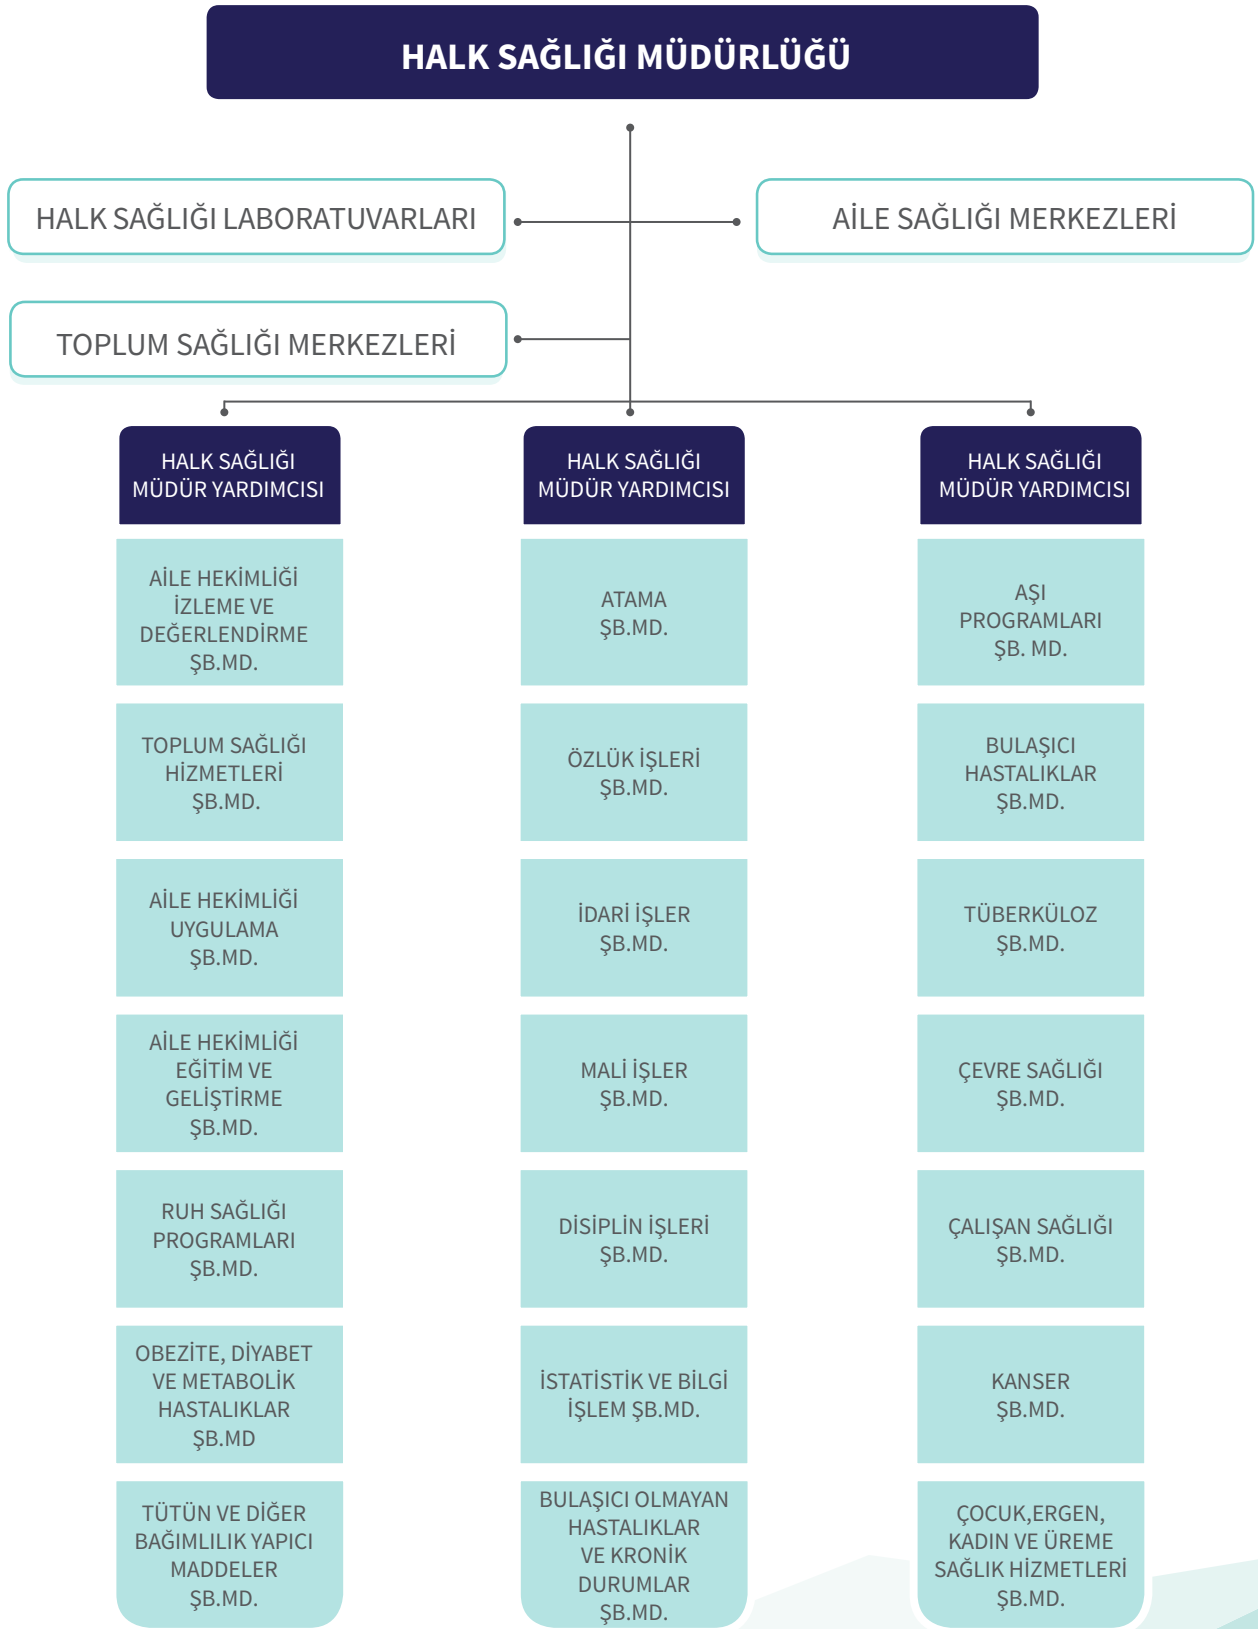 HALK SAĞLIĞI MÜDÜRLÜĞÜ
HALK SAĞLIĞI LABORATUVARLARI
AİLE SAĞLIĞI MERKEZLERİ
TOPLUM SAĞLIĞI MERKEZLERİ
HALK SAĞLIĞI
MÜDÜR YARDIMCISI
AİLE HEKİMLİĞİ
İZLEME VE
DEĞERLENDİRME
ŞB.MD.
TOPLUM SAĞLIĞI
HİZMETLERİ
ŞB.MD.
AİLE HEKİMLİĞİ
UYGULAMA
ŞB.MD.
AİLE HEKİMLİĞİ
EĞİTİM VE
GELİŞTİRME
ŞB.MD.
RUH SAĞLIĞI
PROGRAMLARI
ŞB.MD.
OBEZİTE, DİYABET
VE METABOLİK
HASTALIKLAR
ŞB.MD
TÜTÜN VE DİĞER
BAĞIMLILIK YAPICI
MADDELER
ŞB.MD.
HALK SAĞLIĞI
MÜDÜR YARDIMCISI
ATAMA
ŞB.MD.
ÖZLÜK İŞLERİ
ŞB.MD.
İDARİ İŞLER
ŞB.MD.
MALİ İŞLER
ŞB.MD.
DİSİPLİN İŞLERİ
ŞB.MD.
İSTATİSTİK VE BİLGİ
İŞLEM ŞB.MD.
BULAŞICI OLMAYAN
HASTALIKLAR
VE KRONİK
DURUMLAR
ŞB.MD.
HALK SAĞLIĞI
MÜDÜR YARDIMCISI
AŞI
PROGRAMLARI
ŞB. MD.
BULAŞICI
HASTALIKLAR
ŞB.MD.
TÜBERKÜLOZ
ŞB.MD.
ÇEVRE SAĞLIĞI
ŞB.MD.
ÇALIŞAN SAĞLIĞI
ŞB.MD.
KANSER
ŞB.MD.
ÇOCUK,ERGEN,
KADIN VE ÜREME
SAĞLIK HİZMETLERİ
ŞB.MD.